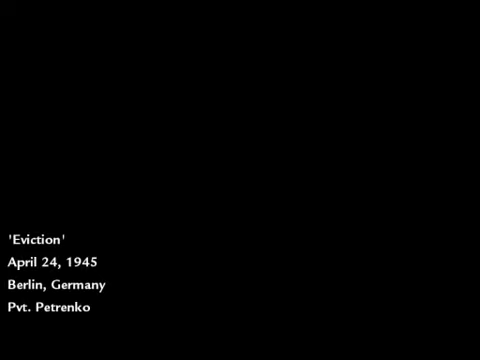 'Eviction'
April 24, 1945
Berlin, Germany
Pvt. Petrenko